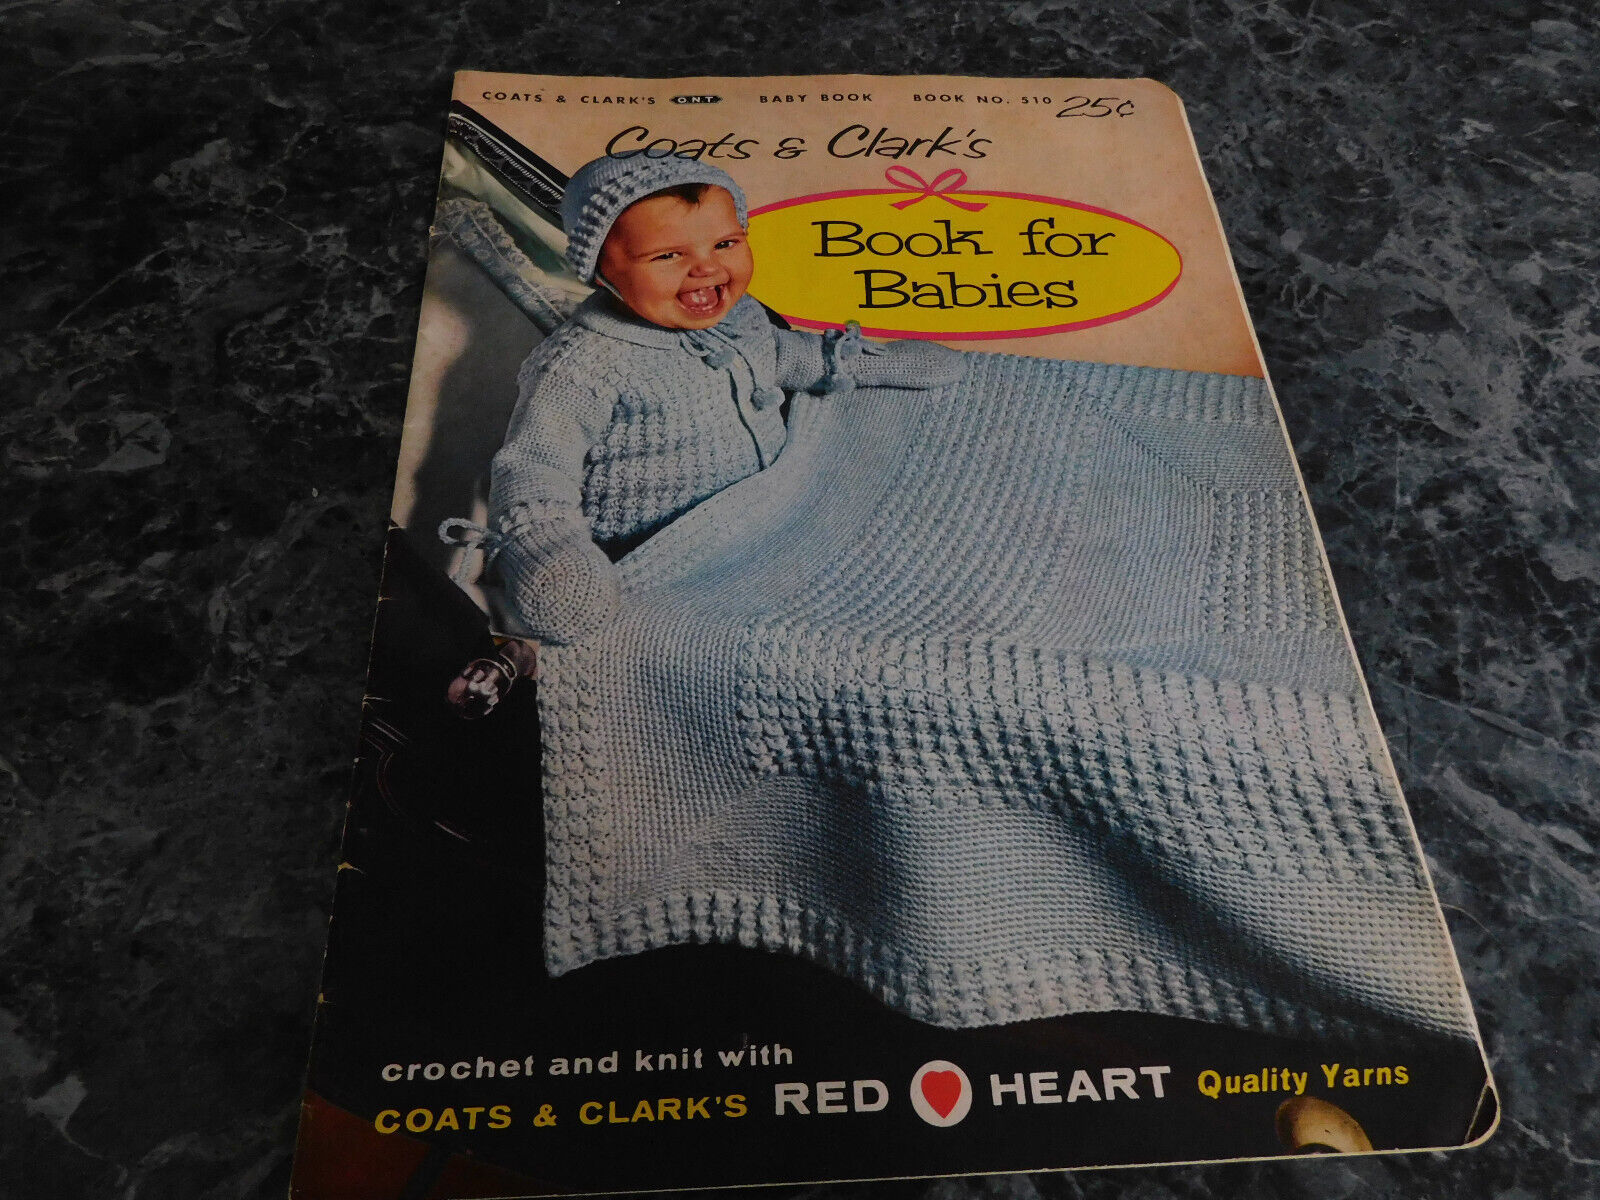 COATS & CLARK'S O.N.T. BABY BOOK BOOK NO. 510 25¢
Coats & Clark's
Book for
Babies
crochet and knit with
COATS & CLARK'S RED HEART Quality Yarns